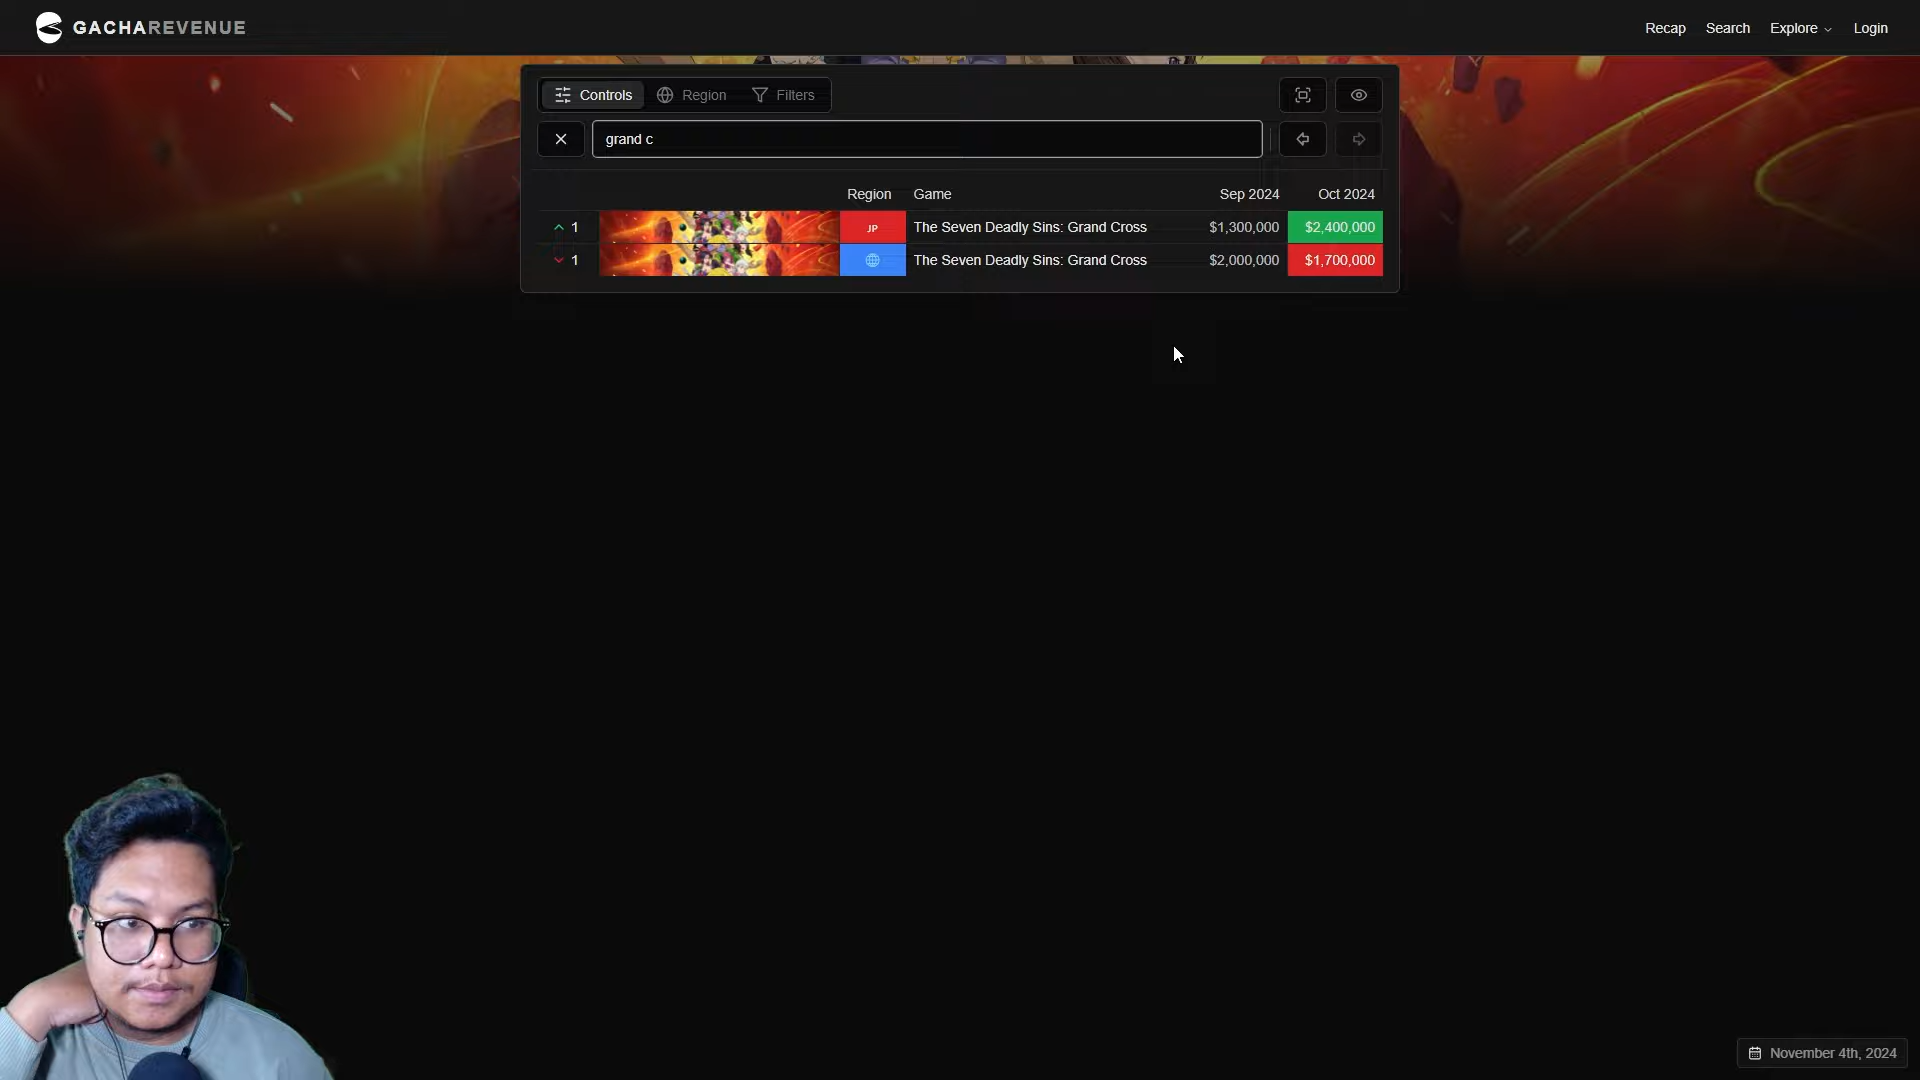 GACHAREVENUE
Recap Search Explore Login
Controls Region Filters
grand c
Region Game Sep 2024 Oct 2024
1 JP The Seven Deadly Sins: Grand Cross $1,300,000 $2,400,000
1 The Seven Deadly Sins: Grand Cross $2,000,000 $1,700,000
November 4th, 2024